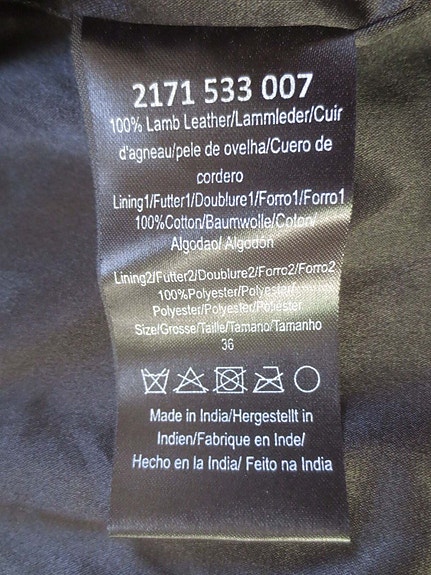 2171 533 007
100% Lamb Leather/Lammleder/Cuir
d'agneau/pele de ovelha/Cuero de
cordero
Lining1/Futter1/Doublure1/Forro1/Forro1
100%Cotton/Baumwolle/Coton/
Algodao/ Algodón
Lining2/Futter2/Doublure2/Forro2/Forro2
100%Polyester/Polyester/
Polyester/Polyester/Poliéster
Size/Grosse/Taille/Tamano/Tamanho
36
Made in India/Hergestellt in
Indien/Fabrique en Inde/
Hecho en la India/ Feito na India